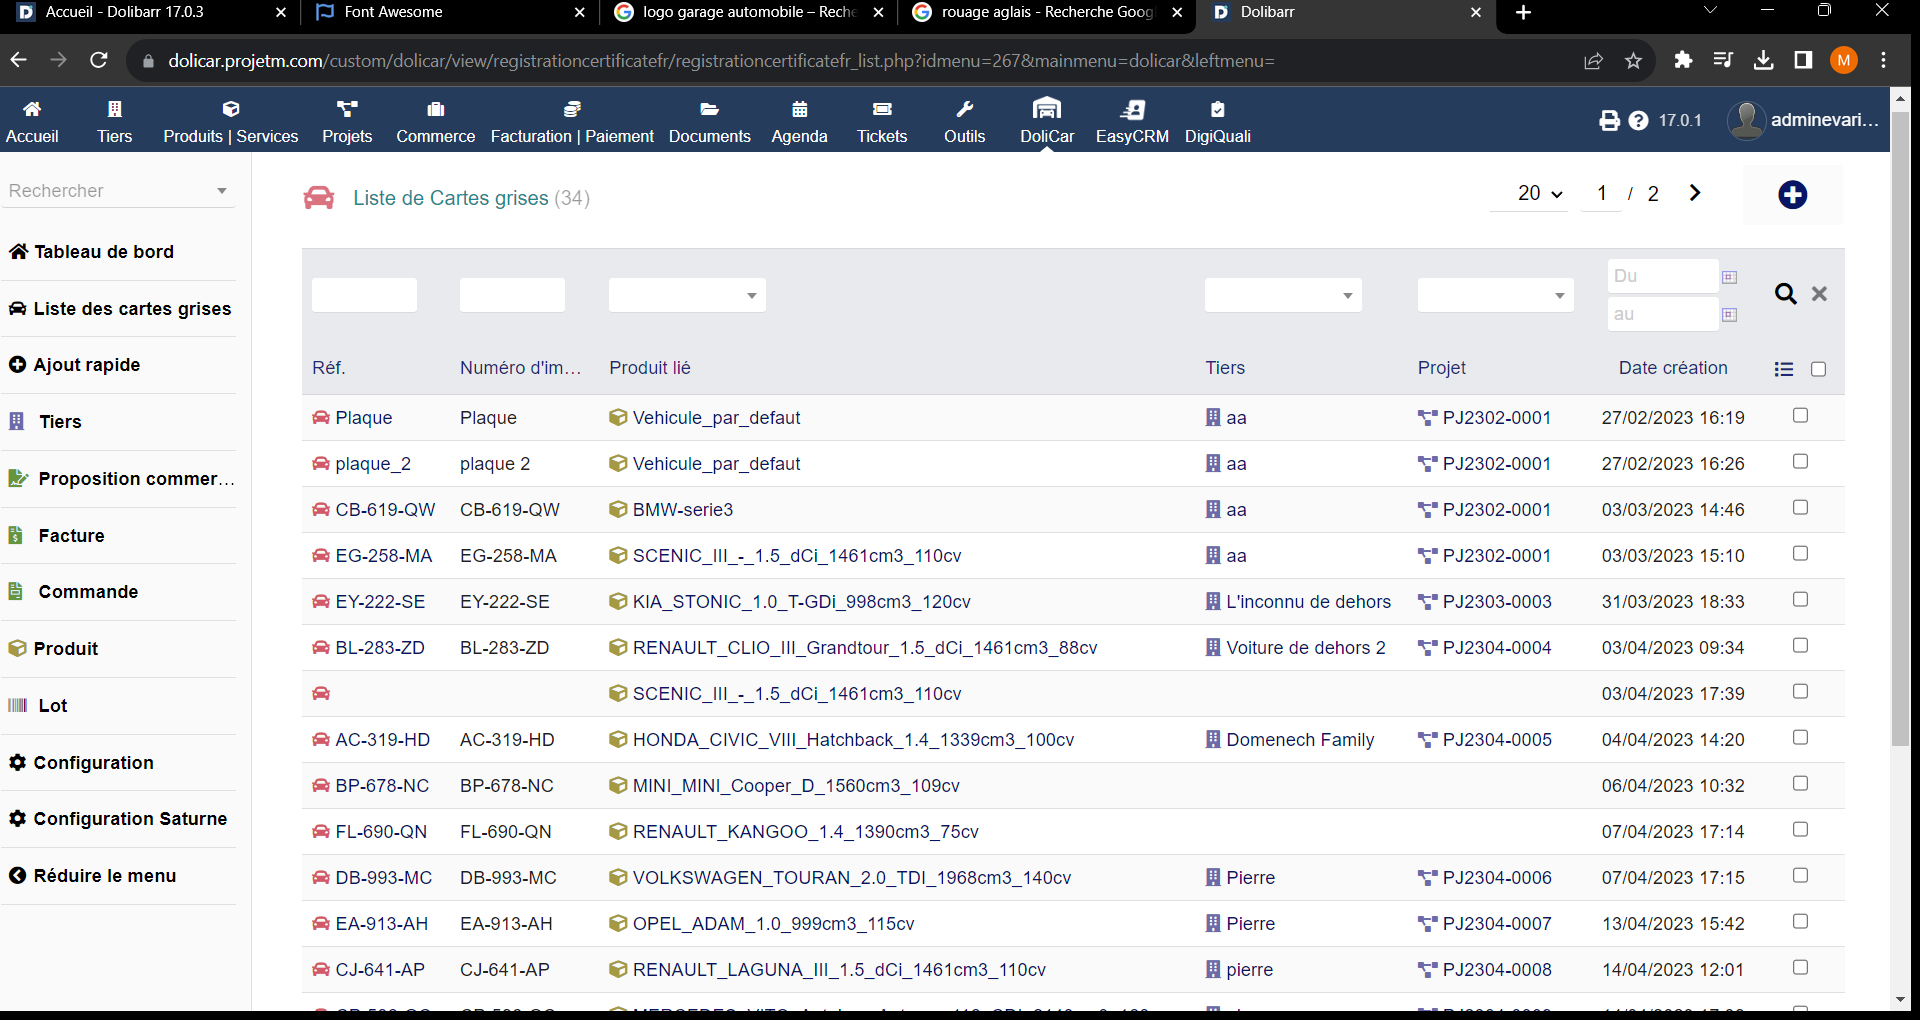 Accueil - Dolibarr 17.0.3
Font Awesome
logo garage automobile – Reche
rouage aglais - Recherche Goog
Dolibarr
dolicar.projetm.com/custom/dolicar/view/registrationcertificatefr/registrationcertificatefr_list.php?idmenu=267&mainmenu=dolicar&leftmenu=
M
Accueil
Tiers
Produits | Services
Projets
Commerce
Facturation | Paiement
Documents
Agenda
Tickets
Outils
DoliCar
EasyCRM
DigiQuali
17.0.1
adminevari...
Rechercher
Tableau de bord
Liste des cartes grises
Ajout rapide
Tiers
Proposition commer...
Facture
Commande
Produit
Lot
Configuration
Configuration Saturne
Réduire le menu
Liste de Cartes grises (34)
20 1 / 2
Du
au
Réf. Numéro d'im... Produit lié Tiers Projet Date création
Plaque Plaque Vehicule_par_defaut aa PJ2302-0001 27/02/2023 16:19
plaque_2 plaque 2 Vehicule_par_defaut aa PJ2302-0001 27/02/2023 16:26
CB-619-QW CB-619-QW BMW-serie3 aa PJ2302-0001 03/03/2023 14:46
EG-258-MA EG-258-MA SCENIC_III_-_1.5_dCi_1461cm3_110cv aa PJ2302-0001 03/03/2023 15:10
EY-222-SE EY-222-SE KIA_STONIC_1.0_T-GDi_998cm3_120cv L'inconnu de dehors PJ2303-0003 31/03/2023 18:33
BL-283-ZD BL-283-ZD RENAULT_CLIO_III_Grandtour_1.5_dCi_1461cm3_88cv Voiture de dehors 2 PJ2304-0004 03/04/2023 09:34
SCENIC_III_-_1.5_dCi_1461cm3_110cv 03/04/2023 17:39
AC-319-HD AC-319-HD HONDA_CIVIC_VIII_Hatchback_1.4_1339cm3_100cv Domenech Family PJ2304-0005 04/04/2023 14:20
BP-678-NC BP-678-NC MINI_MINI_Cooper_D_1560cm3_109cv 06/04/2023 10:32
FL-690-QN FL-690-QN RENAULT_KANGOO_1.4_1390cm3_75cv 07/04/2023 17:14
DB-993-MC DB-993-MC VOLKSWAGEN_TOURAN_2.0_TDI_1968cm3_140cv Pierre PJ2304-0006 07/04/2023 17:15
EA-913-AH EA-913-AH OPEL_ADAM_1.0_999cm3_115cv Pierre PJ2304-0007 13/04/2023 15:42
CJ-641-AP CJ-641-AP RENAULT_LAGUNA_III_1.5_dCi_1461cm3_110cv pierre PJ2304-0008 14/04/2023 12:01